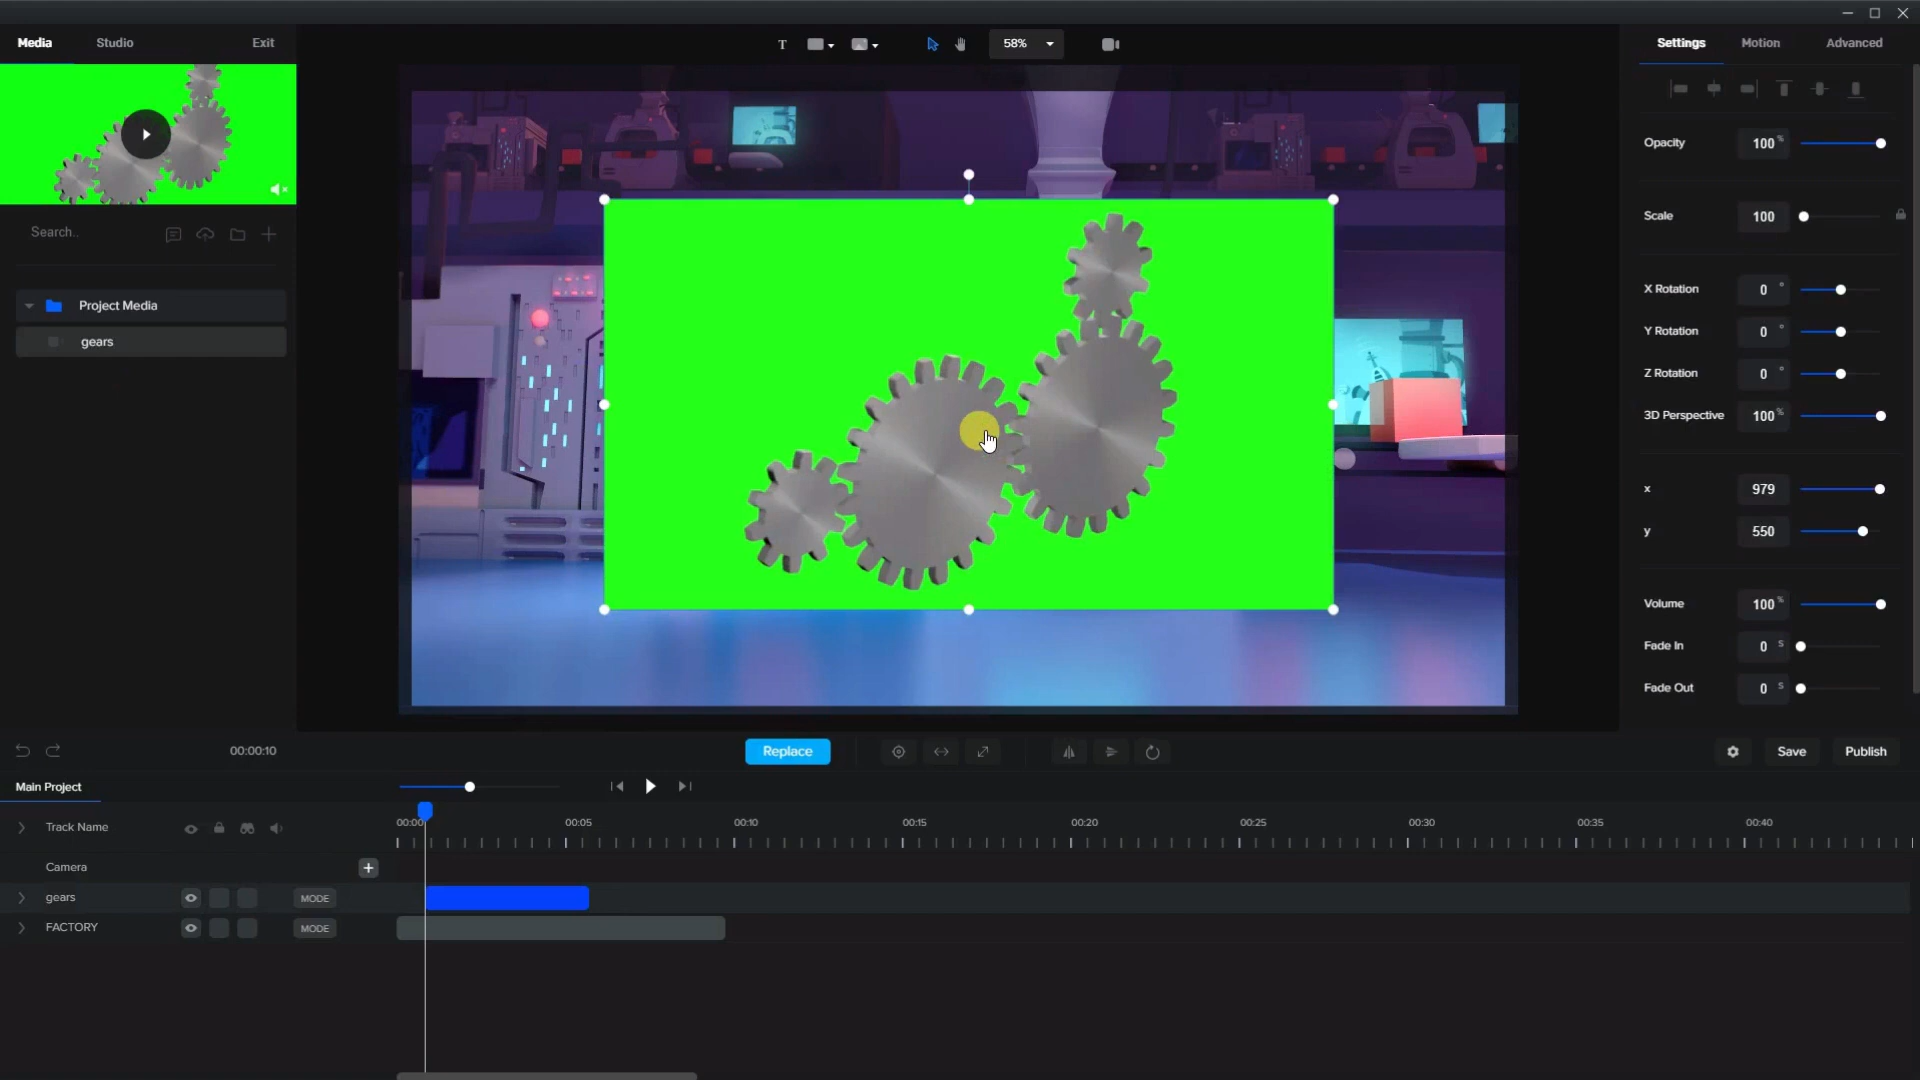 Media Studio Exit
T 58%
Settings Motion Advanced
Search..
Project Media
gears
Opacity 100 %
Scale 100
X Rotation 0 °
Y Rotation 0 °
Z Rotation 0 °
3D Perspective 100 %
x 979
y 550
Volume 100 %
Fade In 0 s
Fade Out 0 s
00:00:10 Replace Save Publish
Main Project
Track Name 00:00 00:05 00:10 00:15 00:20 00:25 00:30 00:35 00:40
Camera +
gears MODE
FACTORY MODE